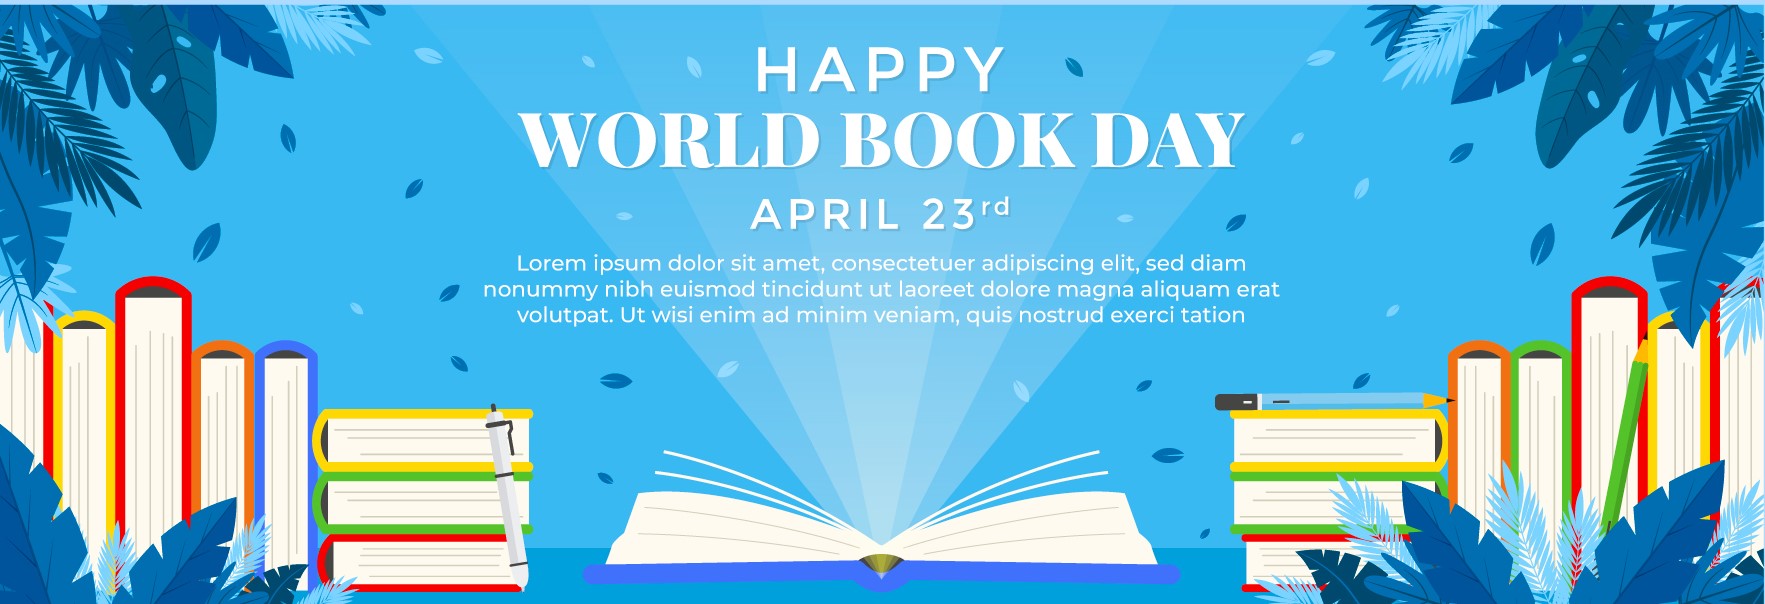 HAPPY
WORLD BOOK DAY
APRIL 23rd
Lorem ipsum dolor sit amet, consectetuer adipiscing elit, sed diam
nonummy nibh euismod tincidunt ut laoreet dolore magna aliquam erat
volutpat. Ut wisi enim ad minim veniam, quis nostrud exerci tation